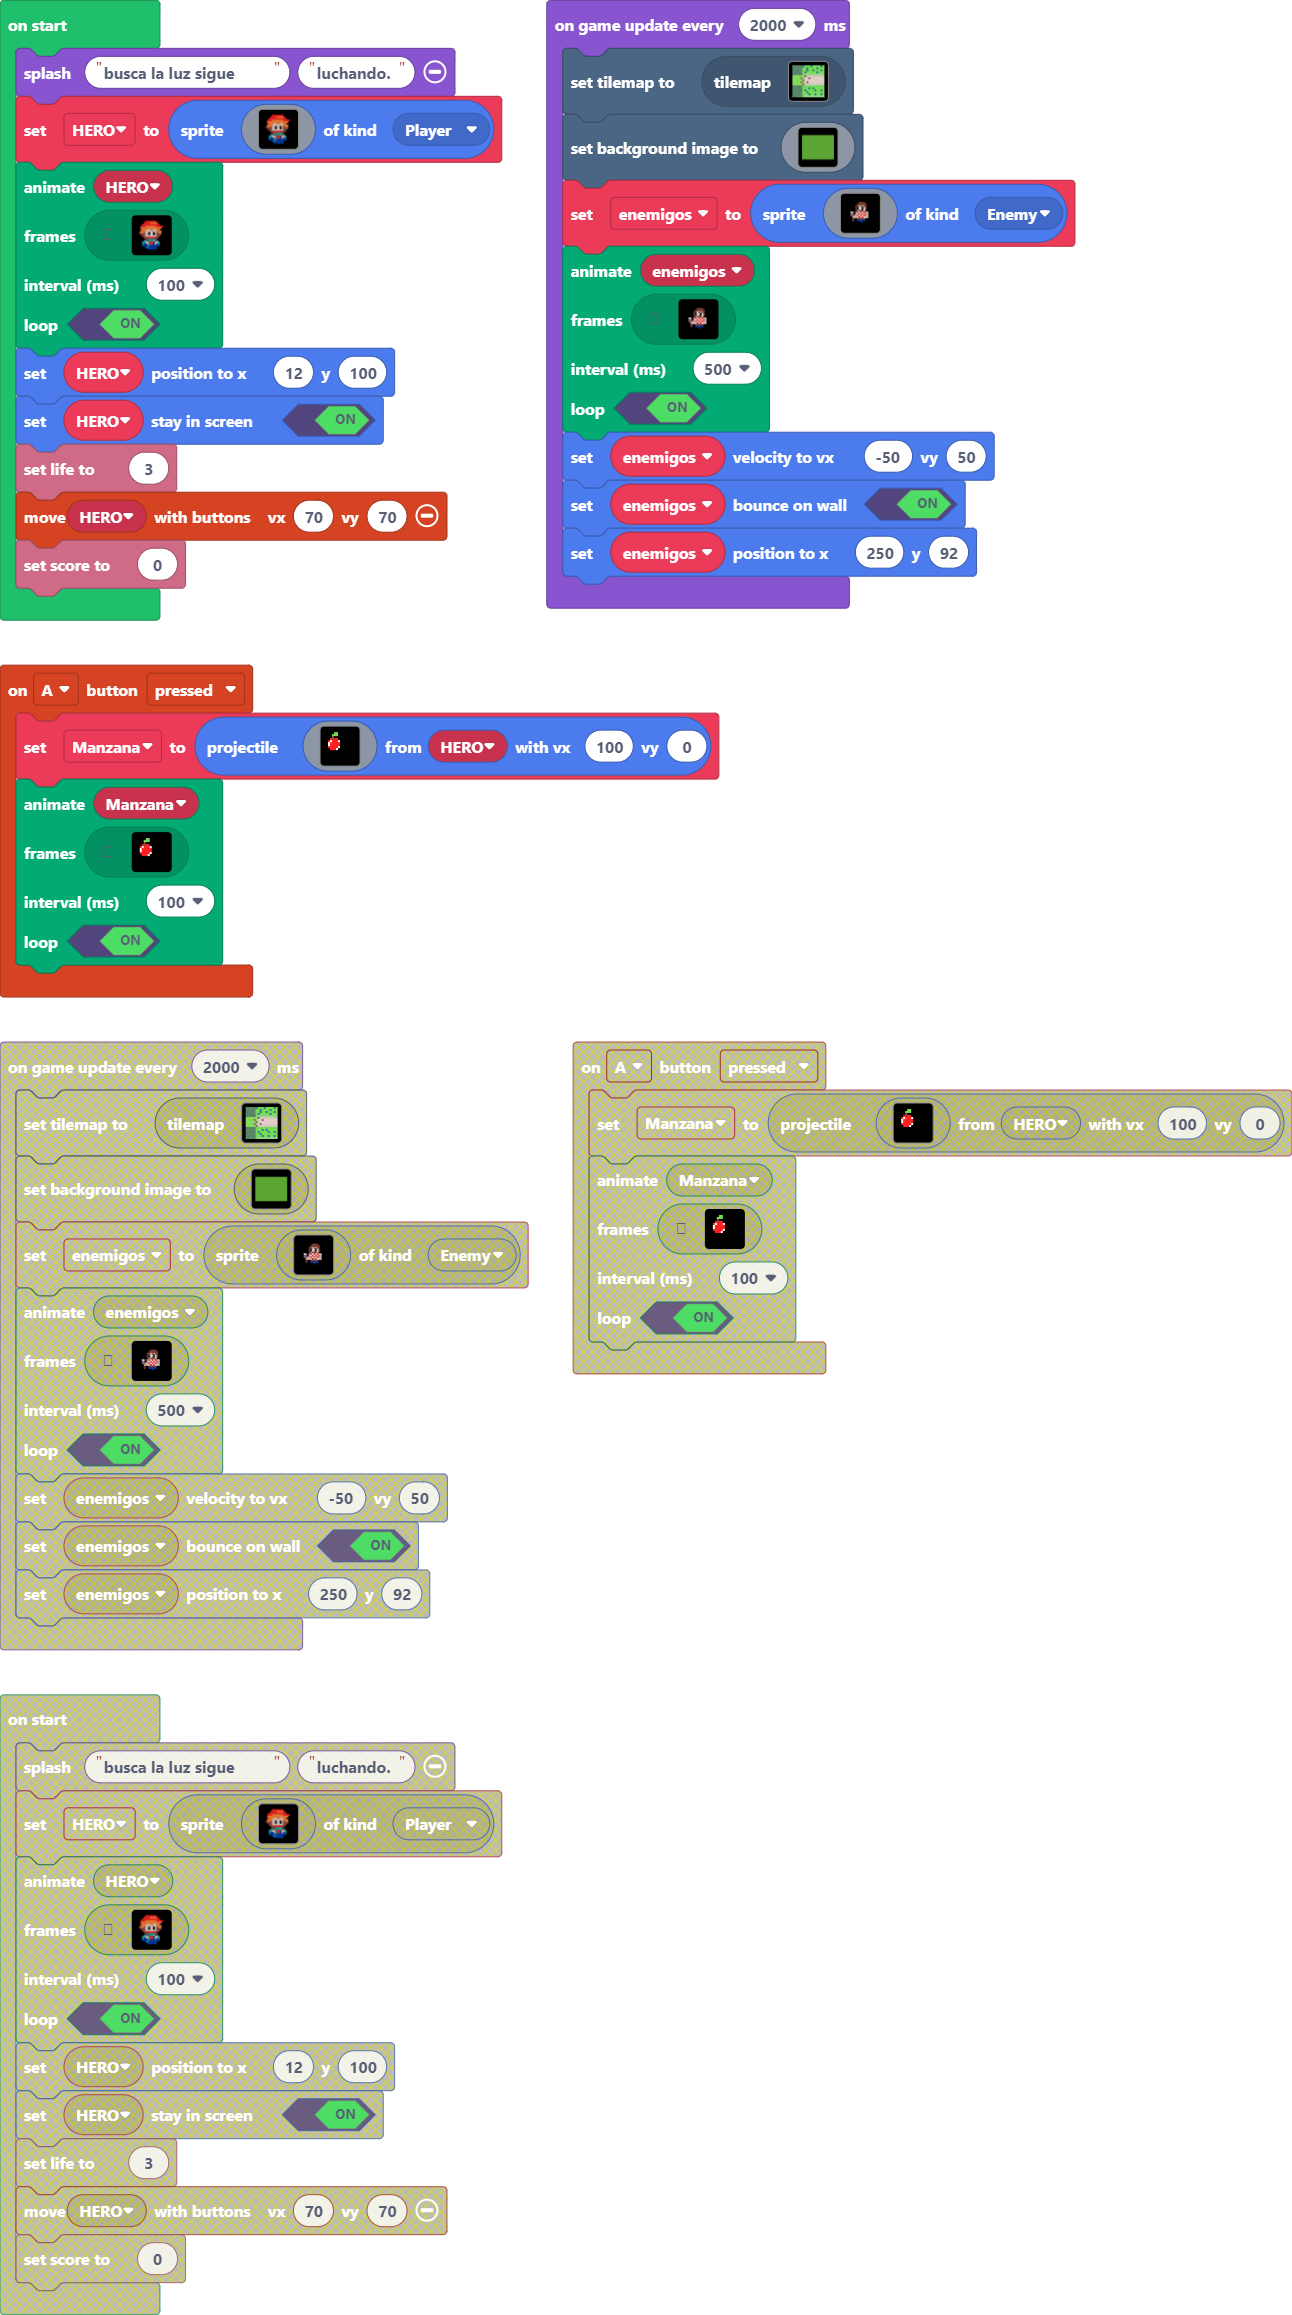 on start
splash "busca la luz sigue" "luchando."
set HERO to sprite of kind Player
animate HERO
frames
interval (ms) 100
loop ON
set HERO position to x 12 y 100
set HERO stay in screen ON
set life to 3
move HERO with buttons vx 70 vy 70
set score to 0
on game update every 2000 ms
set tilemap to tilemap
set background image to
set enemigos to sprite of kind Enemy
animate enemigos
frames
interval (ms) 500
loop ON
set enemigos velocity to vx -50 vy 50
set enemigos bounce on wall ON
set enemigos position to x 250 y 92
on A button pressed
set Manzana to projectile from HERO with vx 100 vy 0
animate Manzana
frames
interval (ms) 100
loop ON
on game update every 2000 ms
set tilemap to tilemap
set background image to
set enemigos to sprite of kind Enemy
animate enemigos
frames
interval (ms) 500
loop ON
set enemigos velocity to vx -50 vy 50
set enemigos bounce on wall ON
set enemigos position to x 250 y 92
on A button pressed
set Manzana to projectile from HERO with vx 100 vy 0
animate Manzana
frames
interval (ms) 100
loop ON
on start
splash "busca la luz sigue" "luchando."
set HERO to sprite of kind Player
animate HERO
frames
interval (ms) 100
loop ON
set HERO position to x 12 y 100
set HERO stay in screen ON
set life to 3
move HERO with buttons vx 70 vy 70
set score to 0